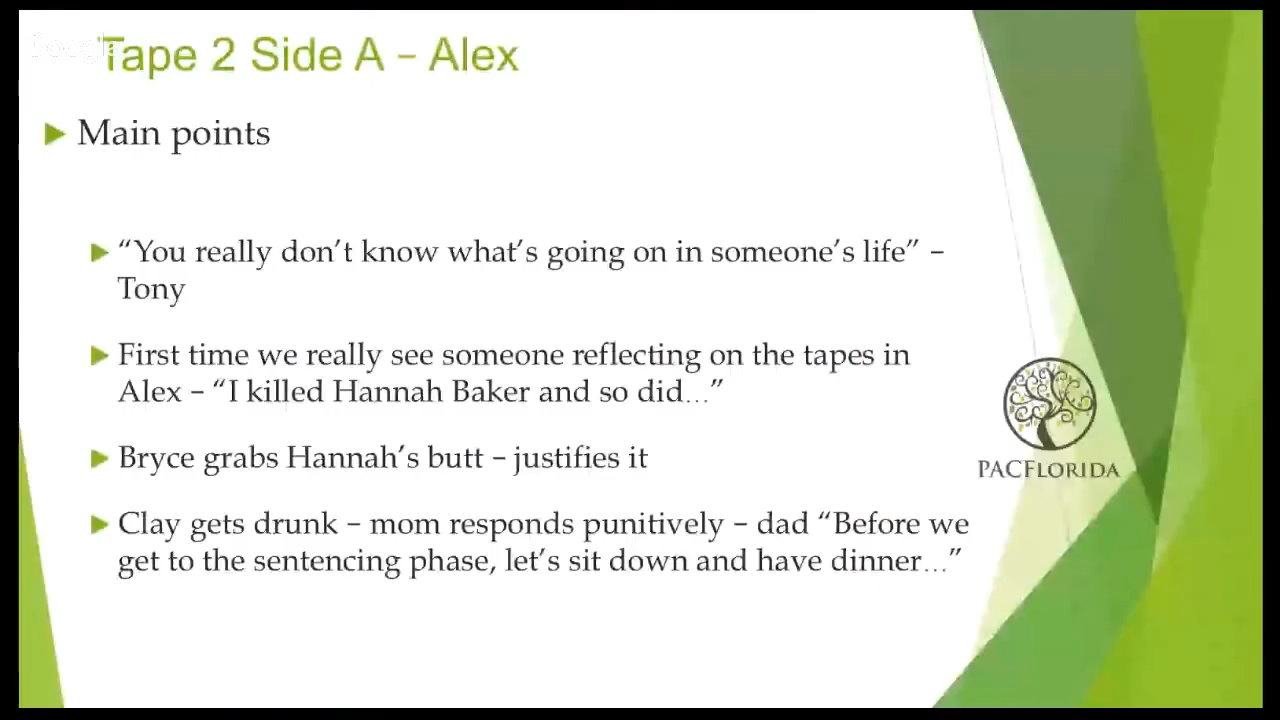 Tape 2 Side A – Alex
Main points
“You really don’t know what’s going on in someone’s life” –
Tony
First time we really see someone reflecting on the tapes in
Alex – “I killed Hannah Baker and so did…”
Bryce grabs Hannah’s butt – justifies it
Clay gets drunk – mom responds punitively – dad “Before we
get to the sentencing phase, let’s sit down and have dinner…”
PACFLORIDA